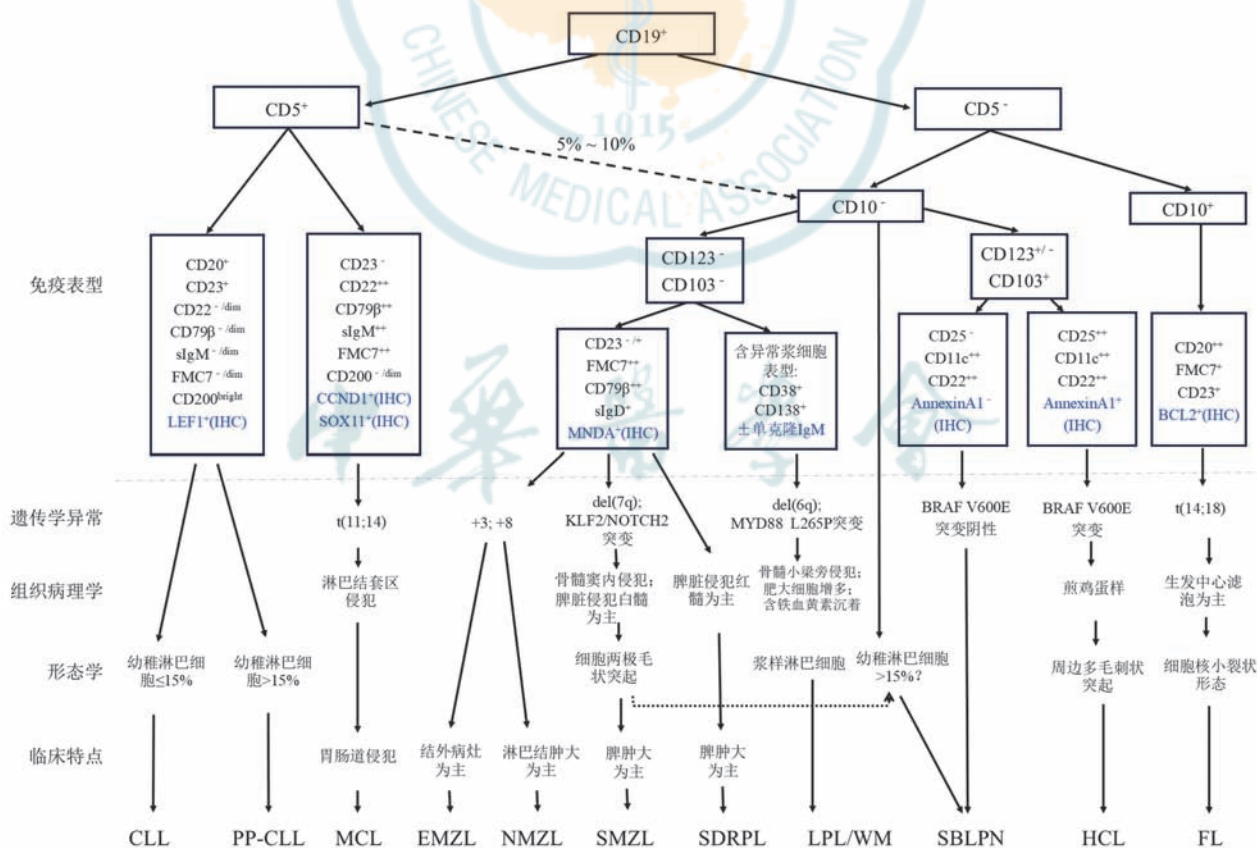 CD19⁺
CD5⁺
CD5⁻
1915
CHINESE MEDICAL ASSOCIATION
5% ~ 10%
CD10⁻
CD10⁺
免疫表型
CD20⁺
CD23⁺
CD22⁻/dim
CD79β⁻/dim
sIgM⁻/dim
FMC7⁻/dim
CD200bright
LEF1⁺(IHC)
CD23⁻
CD22⁺⁺
CD79β⁺⁺
sIgM⁺⁺
FMC7⁺⁺
CD200⁻/dim
CCND1⁺(IHC)
SOX11⁺(IHC)
CD123⁻
CD103⁻
CD123⁺/⁻
CD103⁺
CD23⁻/⁺
FMC7⁺⁺
CD79β⁺⁺
sIgD⁺
MNDA⁺(IHC)
含异常浆细胞
表型:
CD38⁺
CD138⁺
±单克隆IgM
CD25⁻
CD11c⁺⁺
CD22⁺⁺
AnnexinA1⁻
(IHC)
CD25⁺⁺
CD11c⁺⁺
CD22⁺⁺
AnnexinA1⁺
(IHC)
CD20⁺⁺
FMC7⁺
CD23⁺
BCL2⁺(IHC)
中華醫學會
遗传学异常
t(11;14)
+3; +8
del(7q);
KLF2/NOTCH2
突变
del(6q);
MYD88 L265P突变
BRAF V600E
突变阴性
BRAF V600E
突变
t(14;18)
组织病理学
淋巴结套区
侵犯
骨髓窦内侵犯;
脾脏侵犯白髓
为主
脾脏侵犯红
髓为主
骨髓小梁旁侵犯;
肥大细胞增多;
含铁血黄素沉着
煎鸡蛋样
生发中心滤
泡为主
形态学
幼稚淋巴细
胞≤15%
幼稚淋巴细
胞>15%
细胞两极毛
状突起
浆样淋巴细胞
幼稚淋巴细胞
>15%?
周边多毛刺状
突起
细胞核小裂状
形态
临床特点
胃肠道侵犯
结外病灶
为主
淋巴结肿大
为主
脾肿大
为主
脾肿大
为主
CLL
PP-CLL
MCL
EMZL
NMZL
SMZL
SDRPL
LPL/WM
SBLPN
HCL
FL